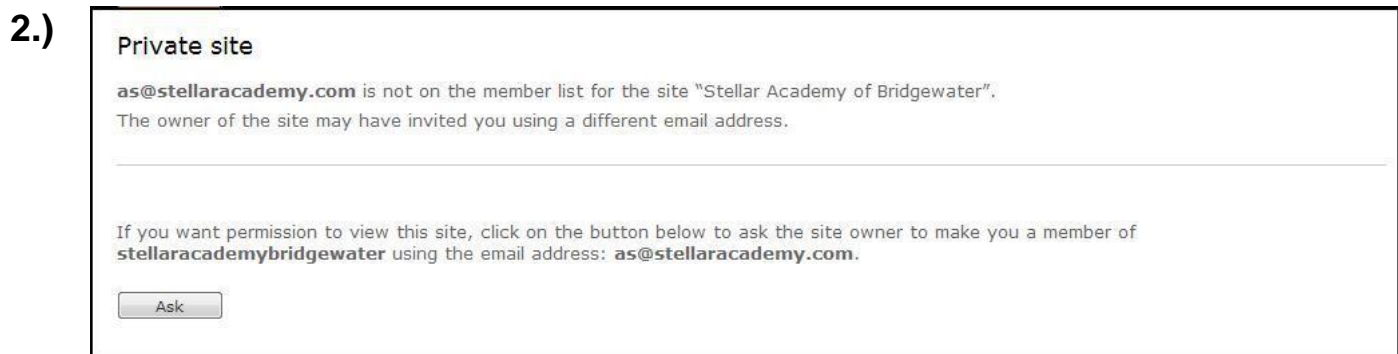 2.)
Private site
as@stellaracademy.com is not on the member list for the site “Stellar Academy of Bridgewater”.
The owner of the site may have invited you using a different email address.
If you want permission to view this site, click on the button below to ask the site owner to make you a member of
stellaracademybridgewater using the email address: as@stellaracademy.com.
Ask